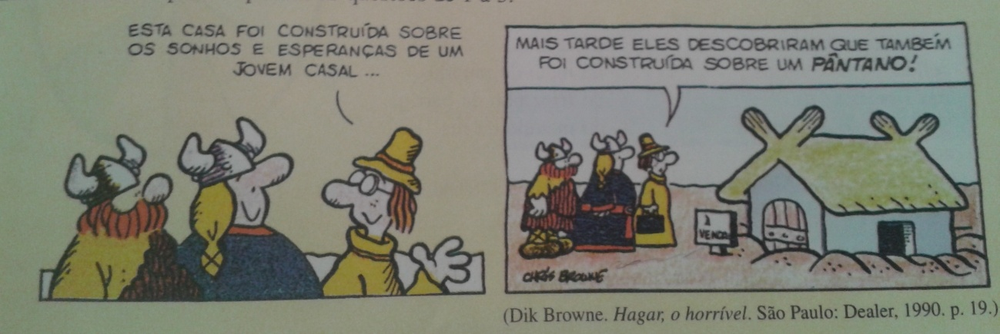 ESTA CASA FOI CONSTRUÍDA SOBRE
OS SONHOS E ESPERANÇAS DE UM
JOVEM CASAL ...
MAIS TARDE ELES DESCOBRIRAM QUE TAMBÉM
FOI CONSTRUÍDA SOBRE UM PÂNTANO!
À
VENDA
CHRIS BROWNE
(Dik Browne. Hagar, o horrível. São Paulo: Dealer, 1990. p. 19.)